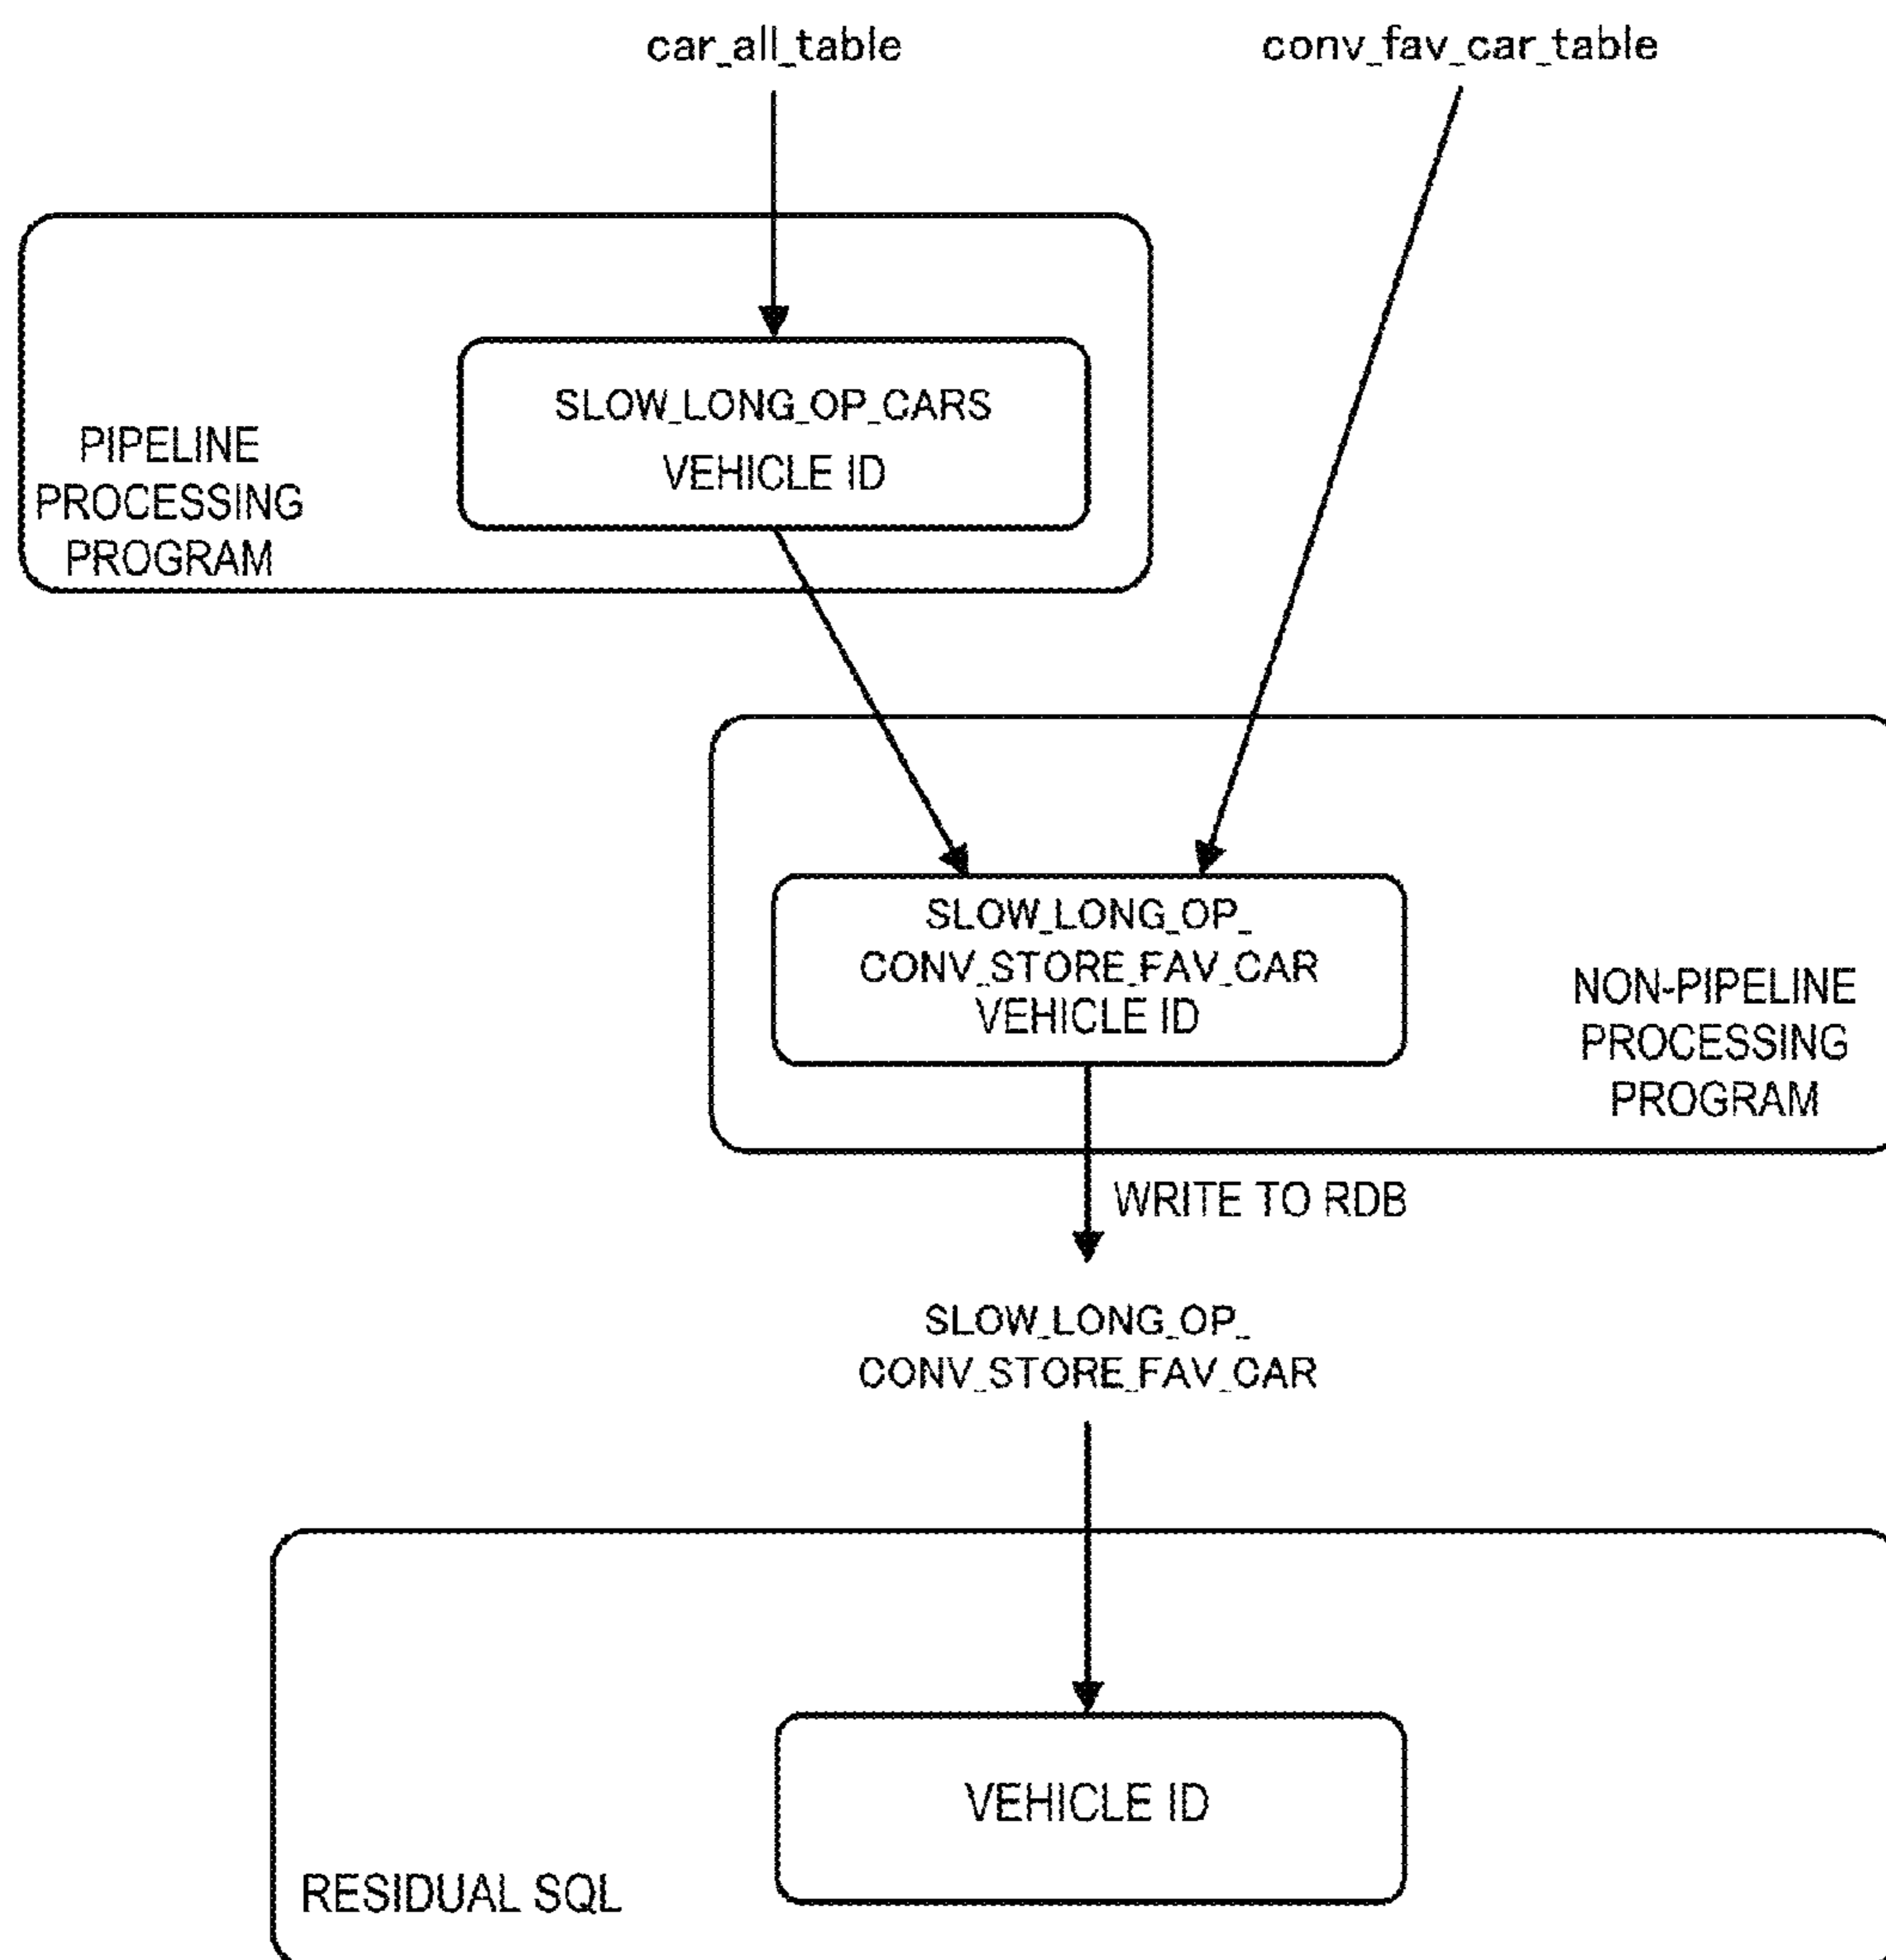 car_all_table
conv_fav_car_table
SLOW_LONG_OP_CARS
VEHICLE ID
PIPELINE
PROCESSING
PROGRAM
SLOW_LONG_OP_
CONV_STORE_FAV_CAR
VEHICLE ID
NON-PIPELINE
PROCESSING
PROGRAM
WRITE TO RDB
SLOW_LONG_OP_
CONV_STORE_FAV_CAR
VEHICLE ID
RESIDUAL SQL